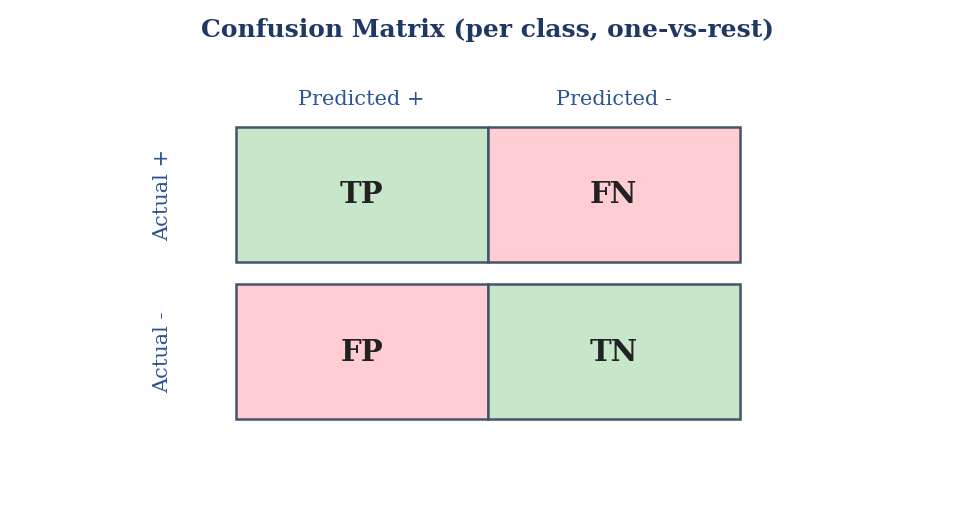 Confusion Matrix (per class, one-vs-rest)
Predicted + Predicted -
Actual +
TP FN
Actual -
FP TN